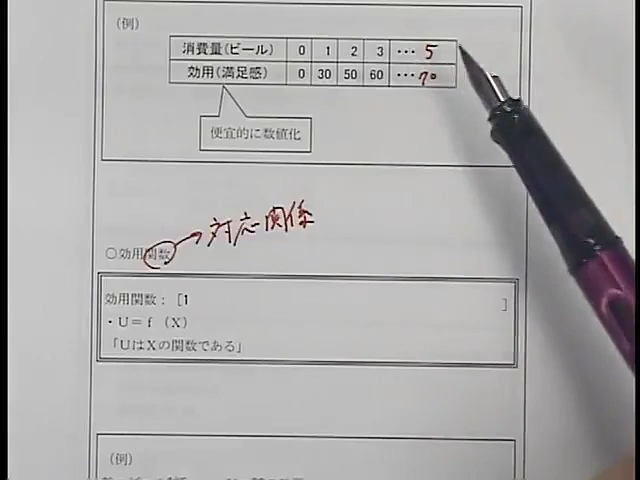 (例)
消費量(ビール) 0 1 2 3 … 5
効用(満足感) 0 30 50 60 … 70
便宜的に数値化
対応関係
○効用関数
効用関数:[1 ]
・U=f(X)
「UはXの関数である」
(例)